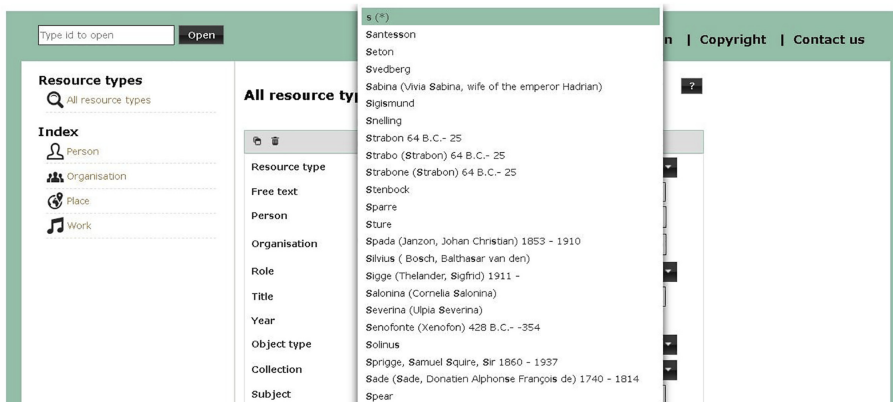 Type id to open
Open
n | Copyright | Contact us
Resource types
All resource types
Index
Person
Organisation
Place
Work
All resource typ
?
Resource type
Free text
Person
Organisation
Role
Title
Year
Object type
Collection
Subject
s (*)
Santesson
Seton
Svedberg
Sabina (Vivia Sabina, wife of the emperor Hadrian)
Sigismund
Snelling
Strabon 64 B.C.- 25
Strabo (Strabon) 64 B.C.- 25
Strabone (Strabon) 64 B.C.- 25
Stenbock
Sparre
Sture
Spada (Janzon, Johan Christian) 1853 - 1910
Silvius ( Bosch, Balthasar van den)
Sigge (Thelander, Sigfrid) 1911 -
Salonina (Cornelia Salonina)
Severina (Ulpia Severina)
Senofonte (Xenofon) 428 B.C.- -354
Solinus
Sprigge, Samuel Squire, Sir 1860 - 1937
Sade (Sade, Donatien Alphonse François de) 1740 - 1814
Spear